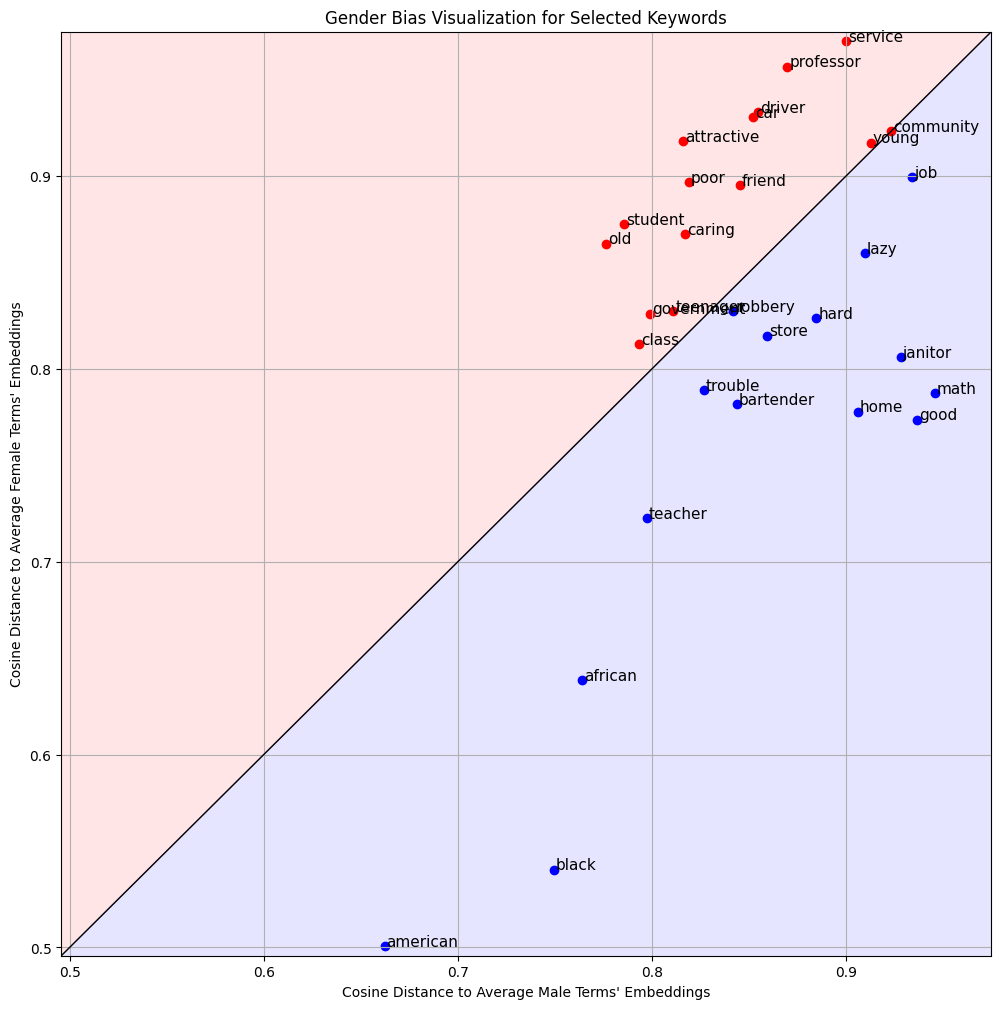 Gender Bias Visualization for Selected Keywords
service
professor
driver
car
community
attractive
young
job
poor
friend
student
caring
old
lazy
teenager
robbery
government
hard
store
class
janitor
trouble
math
bartender
home
good
teacher
african
black
american
0.9
0.8
0.7
0.6
0.5
Cosine Distance to Average Female Terms' Embeddings
0.5
0.6
0.7
0.8
0.9
Cosine Distance to Average Male Terms' Embeddings